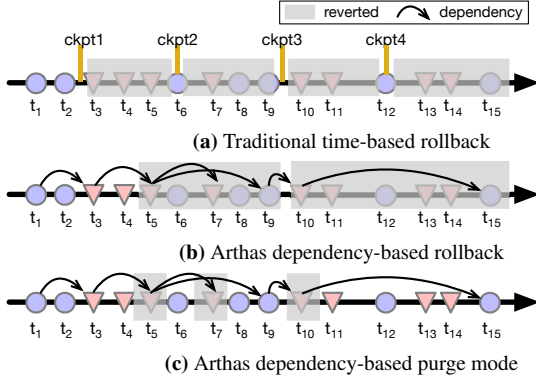 reverted dependency
ckpt1 ckpt2 ckpt3 ckpt4
t1 t2 t3 t4 t5 t6 t7 t8 t9 t10 t11 t12 t13 t14 t15
(a) Traditional time-based rollback
t1 t2 t3 t4 t5 t6 t7 t8 t9 t10 t11 t12 t13 t14 t15
(b) Arthas dependency-based rollback
t1 t2 t3 t4 t5 t6 t7 t8 t9 t10 t11 t12 t13 t14 t15
(c) Arthas dependency-based purge mode